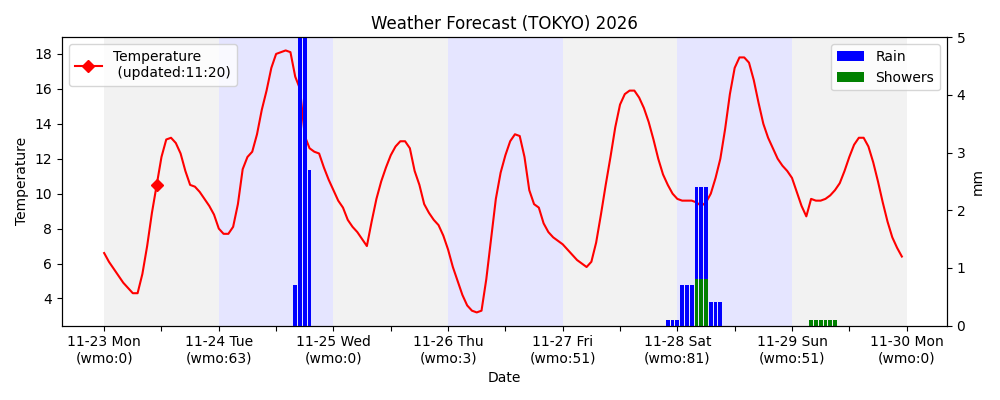 Weather Forecast (TOKYO) 2026
Temperature
(updated:11:20)
Rain
Showers
Temperature
18
16
14
12
10
8
6
4
5
4
3
2
1
0
mm
11-23 Mon
(wmo:0)
11-24 Tue
(wmo:63)
11-25 Wed
(wmo:0)
11-26 Thu
(wmo:3)
11-27 Fri
(wmo:51)
11-28 Sat
(wmo:81)
11-29 Sun
(wmo:51)
11-30 Mon
(wmo:0)
Date